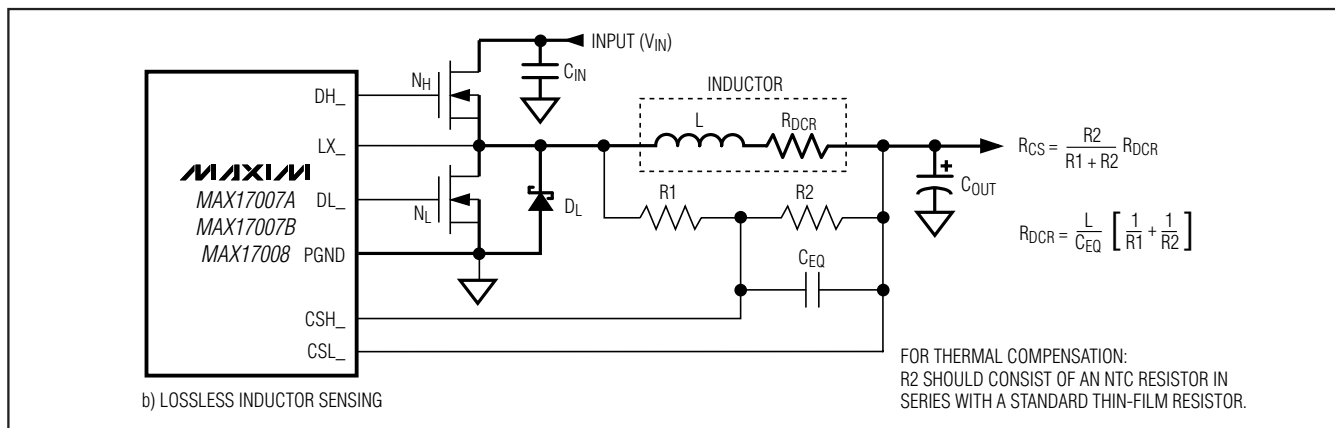 INPUT (VIN)
NH
CIN
DH_
INDUCTOR
L
RDCR
LX_
RCS = R2 / R1 + R2 RDCR
MAXIM
MAX17007A
MAX17007B
MAX17008
DL_
NL
DL
R1
R2
COUT
+
PGND
RDCR = L / CEQ [ 1 / R1 + 1 / R2 ]
CEQ
CSH_
CSL_
FOR THERMAL COMPENSATION:
R2 SHOULD CONSIST OF AN NTC RESISTOR IN
SERIES WITH A STANDARD THIN-FILM RESISTOR.
b) LOSSLESS INDUCTOR SENSING